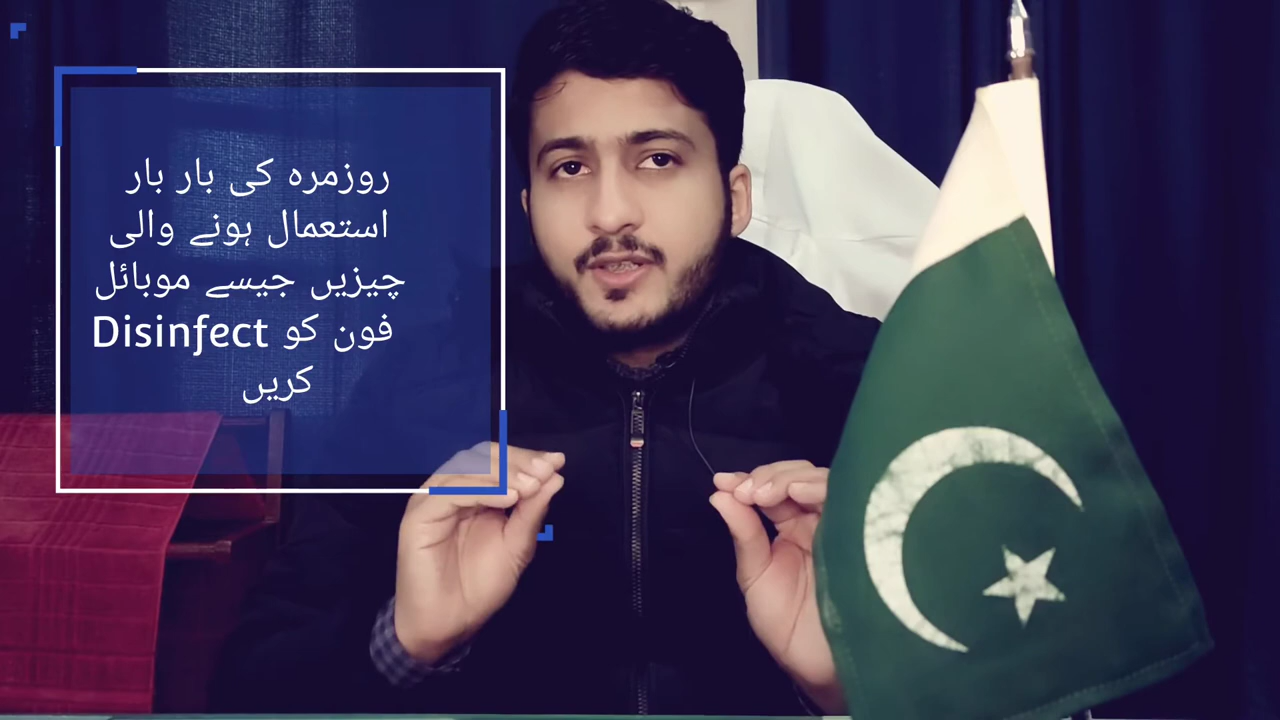 روزمرہ کی بار بار
استعمال ہونے والی
چیزیں جیسے موبائل
فون کو Disinfect
کریں